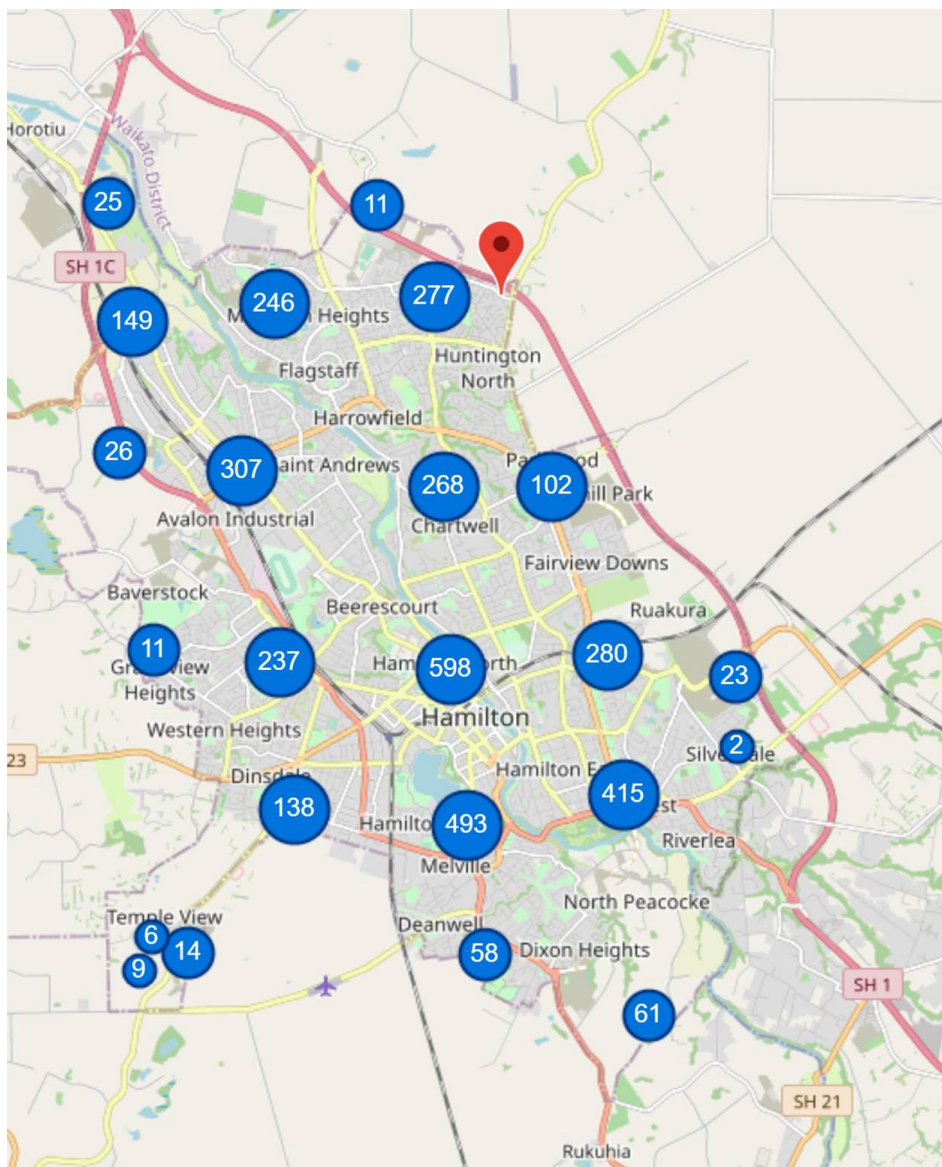 Horotiu
Waikato District
25
11
SH 1C
246
277
Heights
149
Huntington
North
Flagstaff
Harrowfield
26
307
Saint Andrews
268
102
Chartwell
hill Park
Avalon Industrial
Fairview Downs
Baverstock
Beerescourt
Ruakura
11
237
598
280
23
Heights
Hamilton
Western Heights
2
23
Dinsdale
Hamilton E
138
493
415
Hamilto
Riverlea
Melville
North Peacocke
Temple View
Deanwell
6
14
58
Dixon Heights
9
SH 1
61
SH 21
Rukuhia